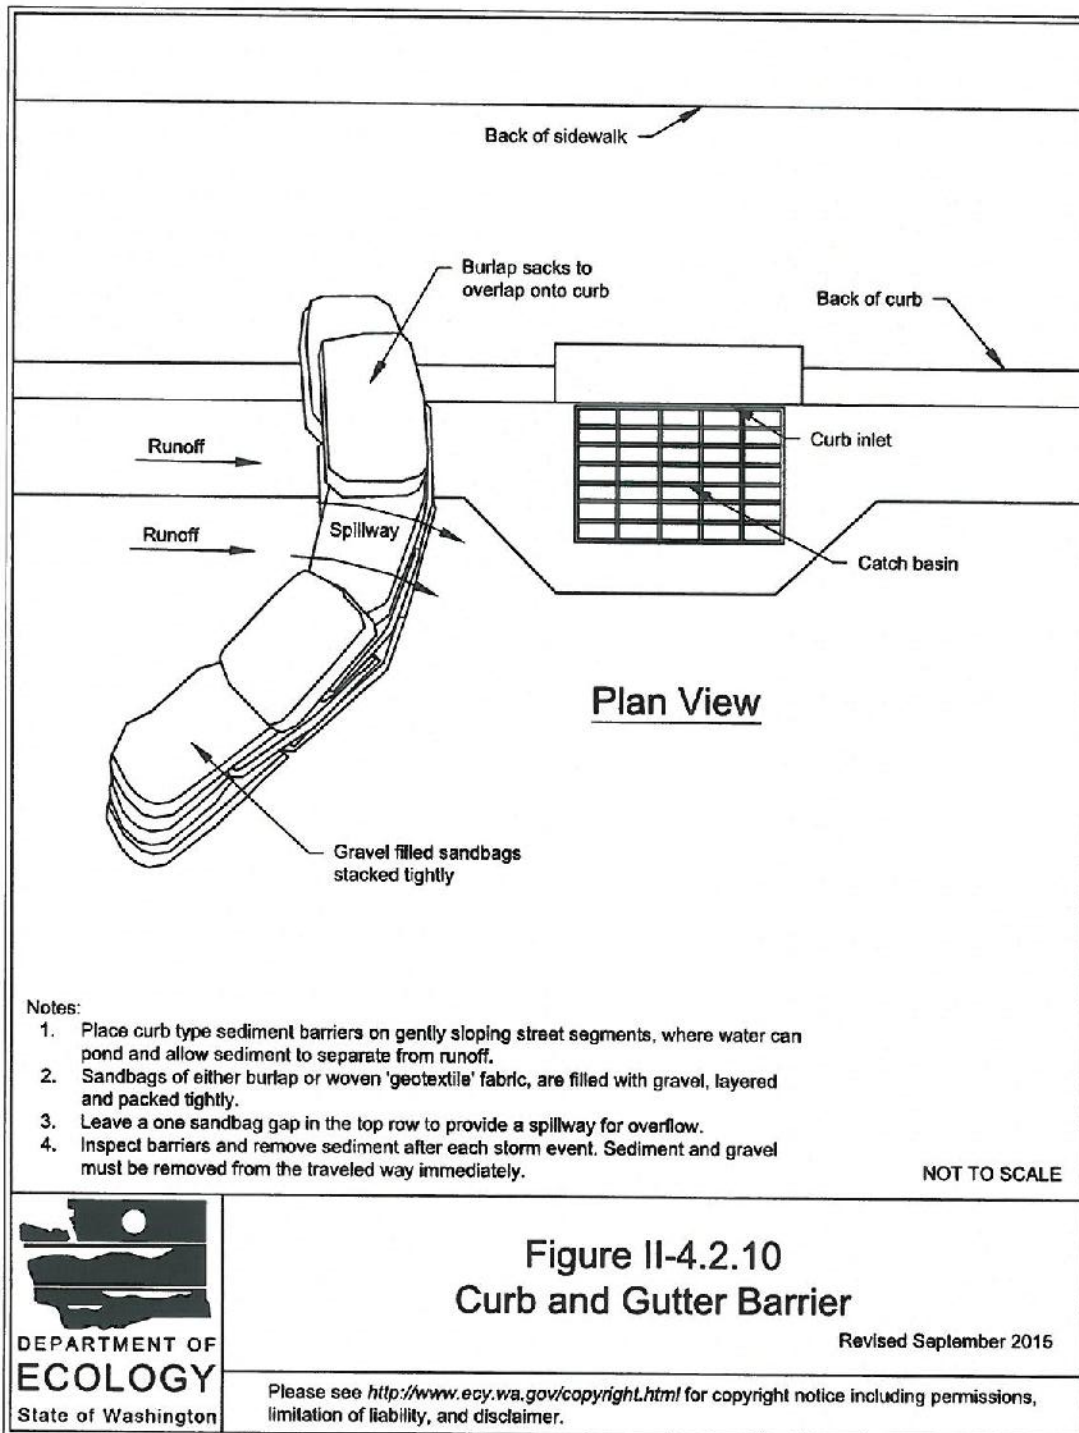 Back of sidewalk
Burlap sacks to
overlap onto curb
Back of curb
Runoff
Curb inlet
Runoff
Spillway
Catch basin
Plan View
Gravel filled sandbags
stacked tightly
Notes:
1. Place curb type sediment barriers on gently sloping street segments, where water can
pond and allow sediment to separate from runoff.
2. Sandbags of either burlap or woven 'geotextile' fabric, are filled with gravel, layered
and packed tightly.
3. Leave a one sandbag gap in the top row to provide a spillway for overflow.
4. Inspect barriers and remove sediment after each storm event. Sediment and gravel
must be removed from the traveled way immediately.
NOT TO SCALE
DEPARTMENT OF
ECOLOGY
State of Washington
Figure II-4.2.10
Curb and Gutter Barrier
Revised September 2015
Please see http://www.ecy.wa.gov/copyright.html for copyright notice including permissions,
limitation of liability, and disclaimer.